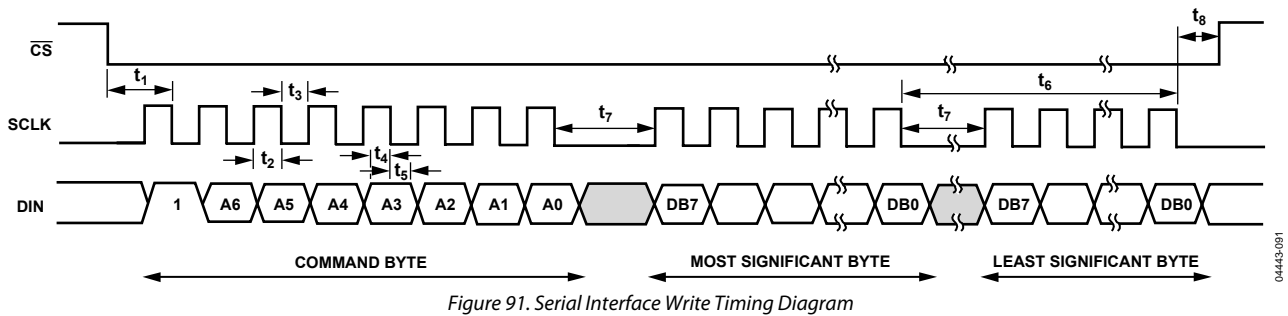 t8
CS
t1
t3
t6
SCLK
t7
t7
t2
t4
t5
DIN
1
A6
A5
A4
A3
A2
A1
A0
DB7
DB0
DB7
DB0
COMMAND BYTE
MOST SIGNIFICANT BYTE
LEAST SIGNIFICANT BYTE
04443-091
Figure 91. Serial Interface Write Timing Diagram